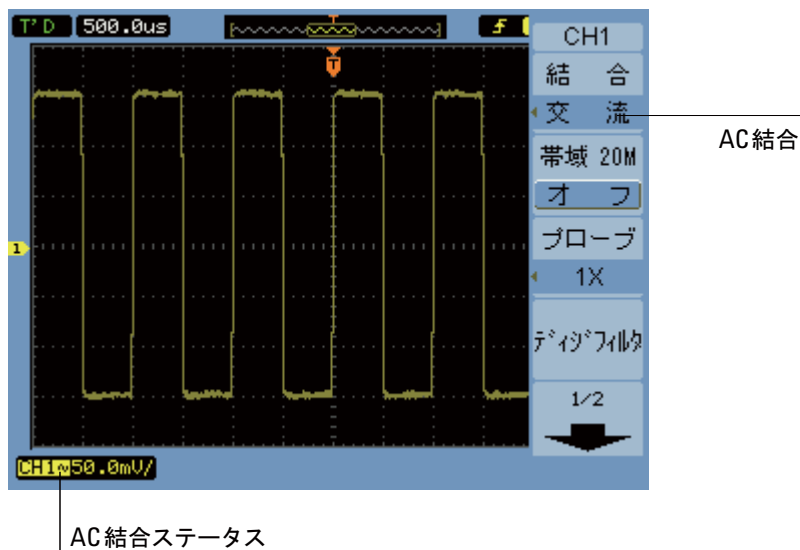 T'D 500.0us
T
T
CH1
結 合
交 流
AC結合
帯域 20M
オ フ
プローブ
1X
ディジフィルタ
1/2
1
CH1∿50.0mV/
AC結合ステータス